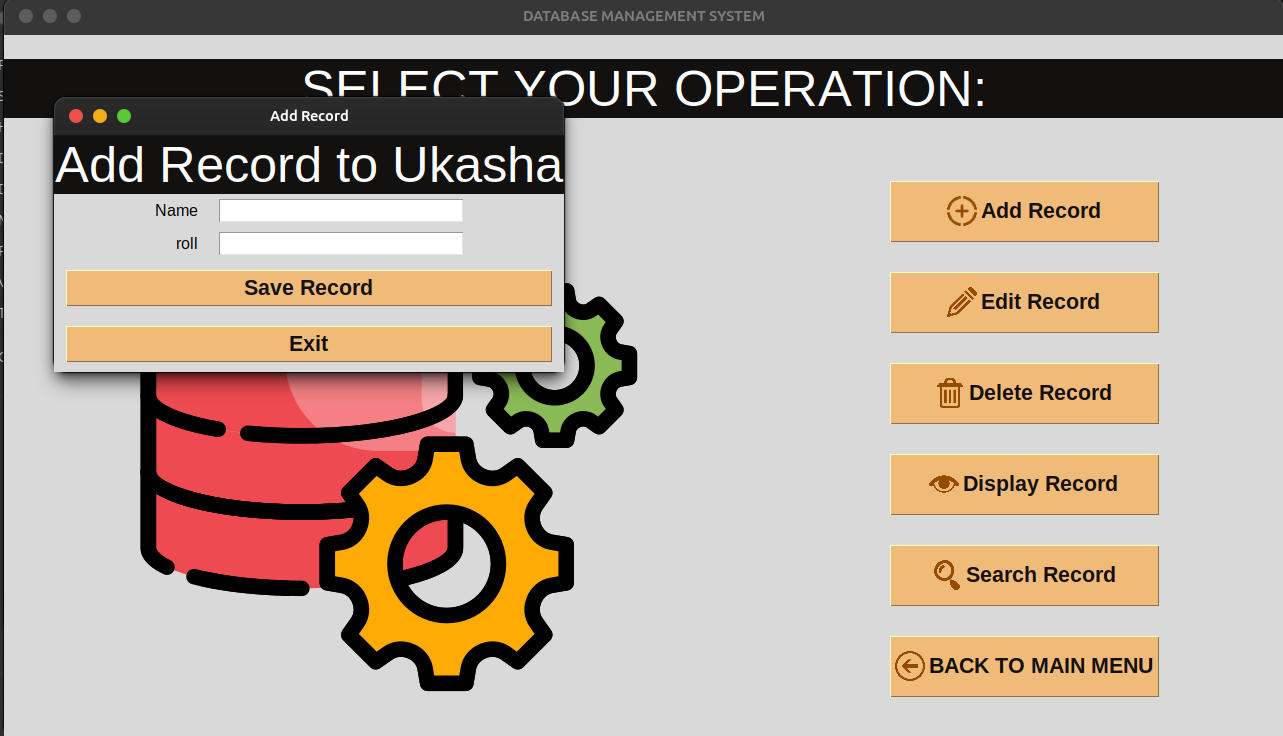 DATABASE MANAGEMENT SYSTEM
SELECT YOUR OPERATION:
Add Record
Add Record to Ukasha
Name
roll
Save Record
Exit
Add Record
Edit Record
Delete Record
Display Record
Search Record
BACK TO MAIN MENU